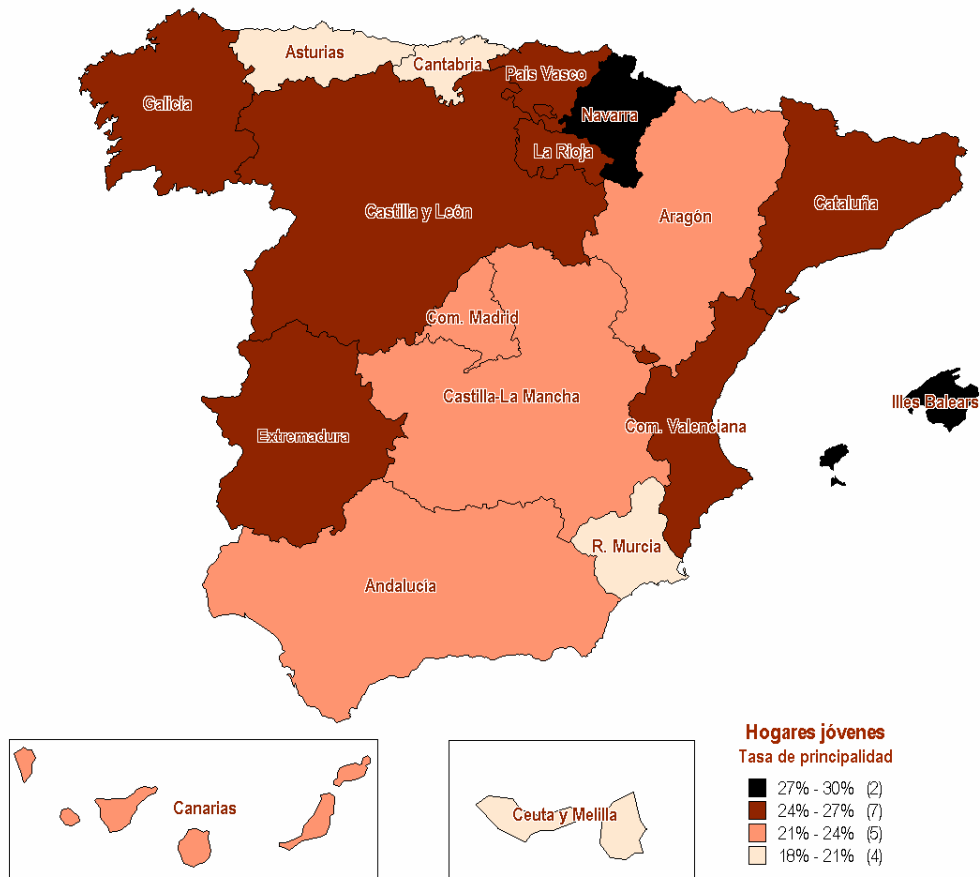 Asturias
Cantabria
Pais Vasco
Galicia
Navarra
La Rioja
Castilla y León
Aragón
Cataluña
Com. Madrid
Castilla-La Mancha
Illes Balears
Extremadura
Com. Valenciana
R. Murcia
Andalucía
Canarias
Ceuta y Melilla
Hogares jóvenes
Tasa de principalidad
27% - 30% (2)
24% - 27% (7)
21% - 24% (5)
18% - 21% (4)